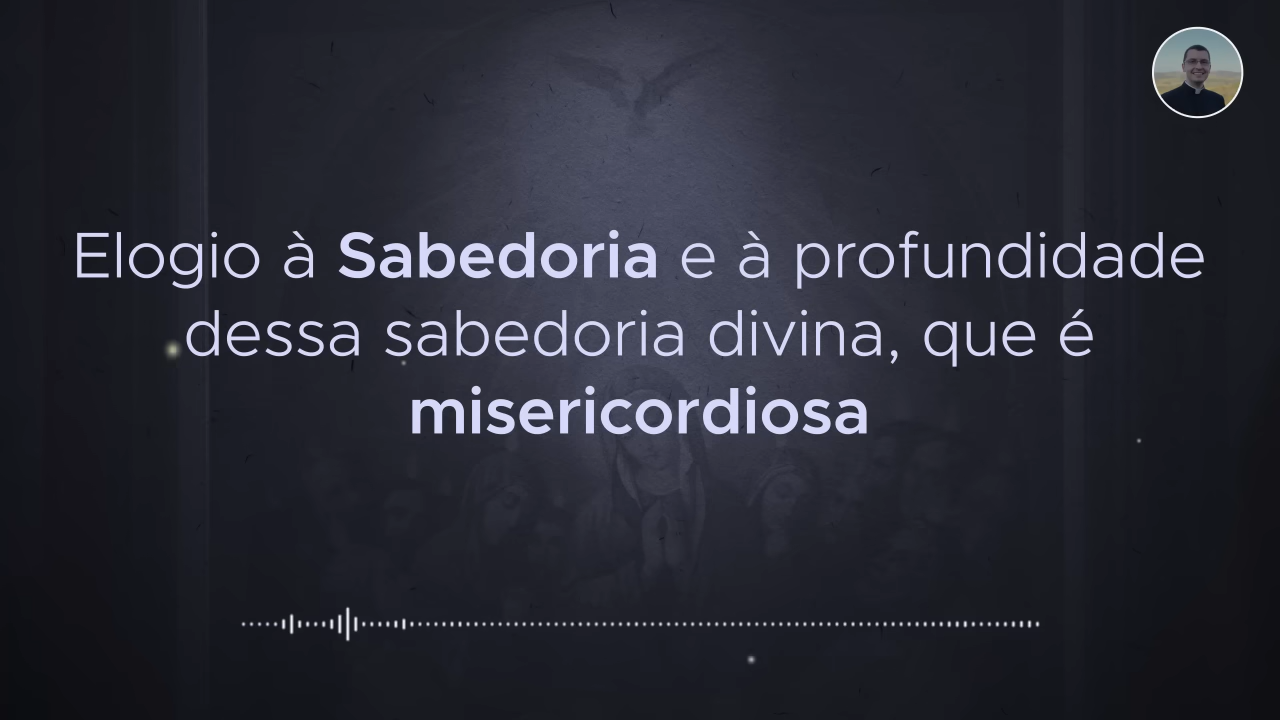 Elogio à Sabedoria e à profundidade
dessa sabedoria divina, que é
misericordiosa